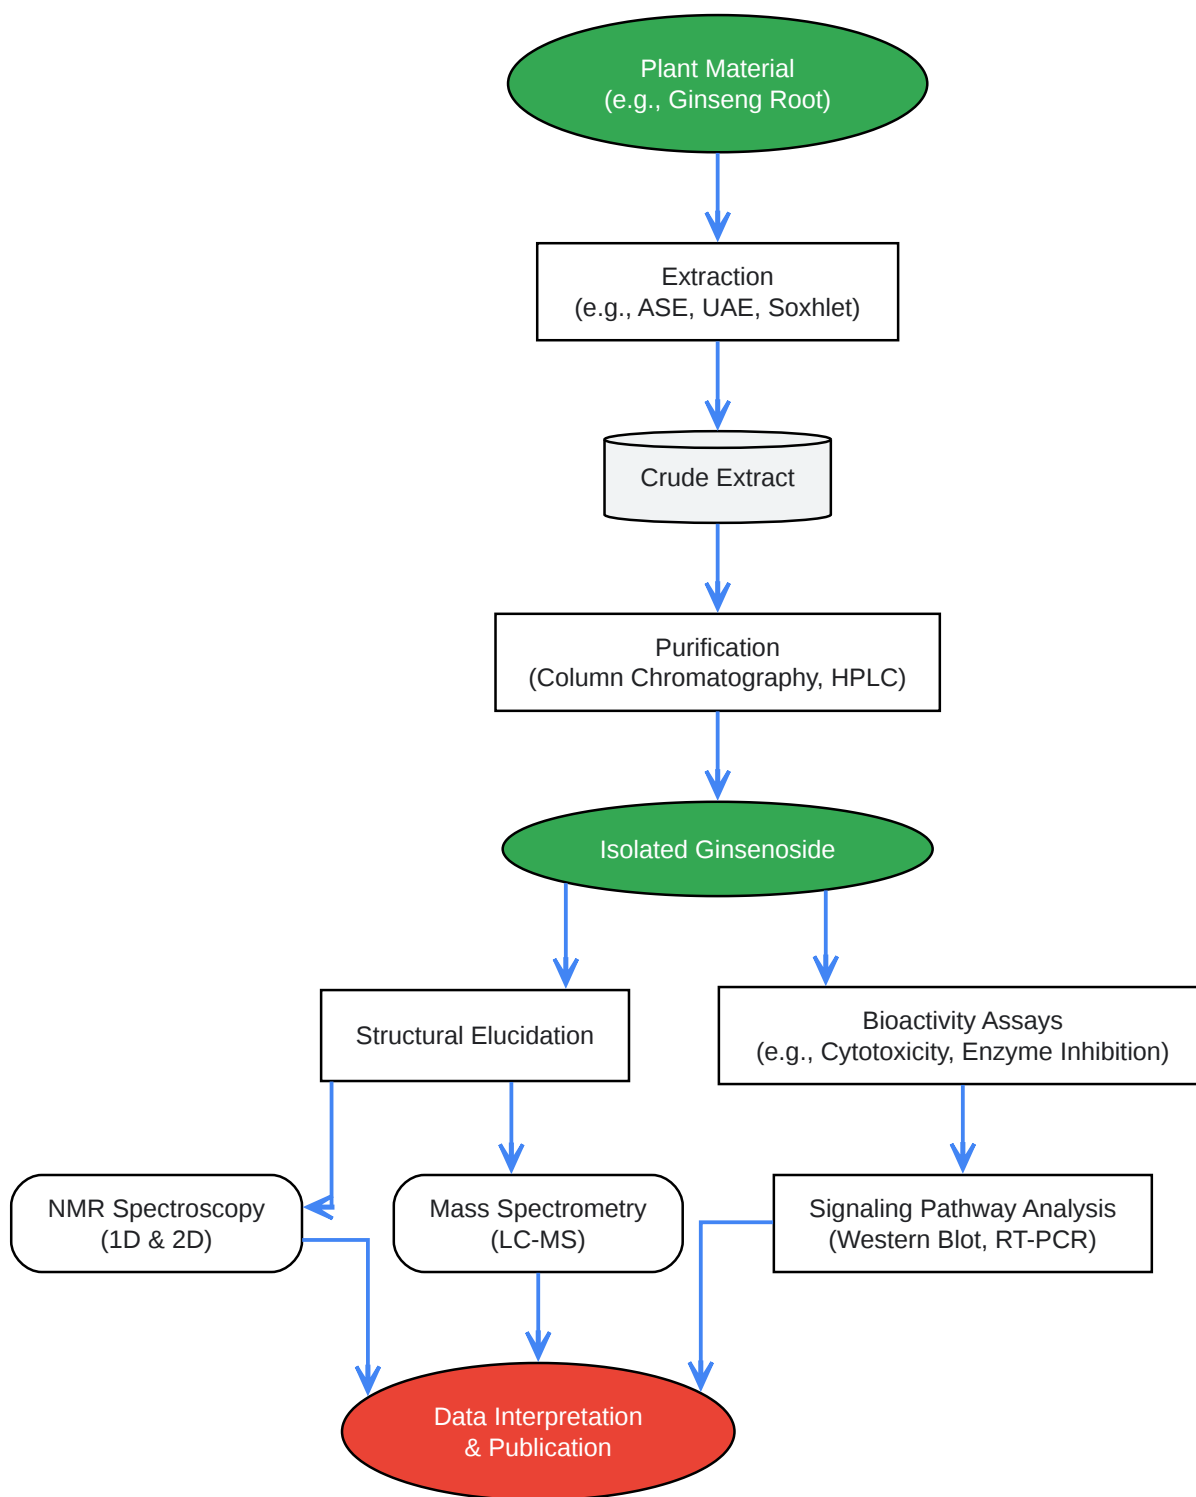 Plant Material
(e.g., Ginseng Root)
Extraction
(e.g., ASE, UAE, Soxhlet)
Crude Extract
Purification
(Column Chromatography, HPLC)
Isolated Ginsenoside
Structural Elucidation
Bioactivity Assays
(e.g., Cytotoxicity, Enzyme Inhibition)
NMR Spectroscopy
(1D & 2D)
Mass Spectrometry
(LC-MS)
Signaling Pathway Analysis
(Western Blot, RT-PCR)
Data Interpretation
& Publication